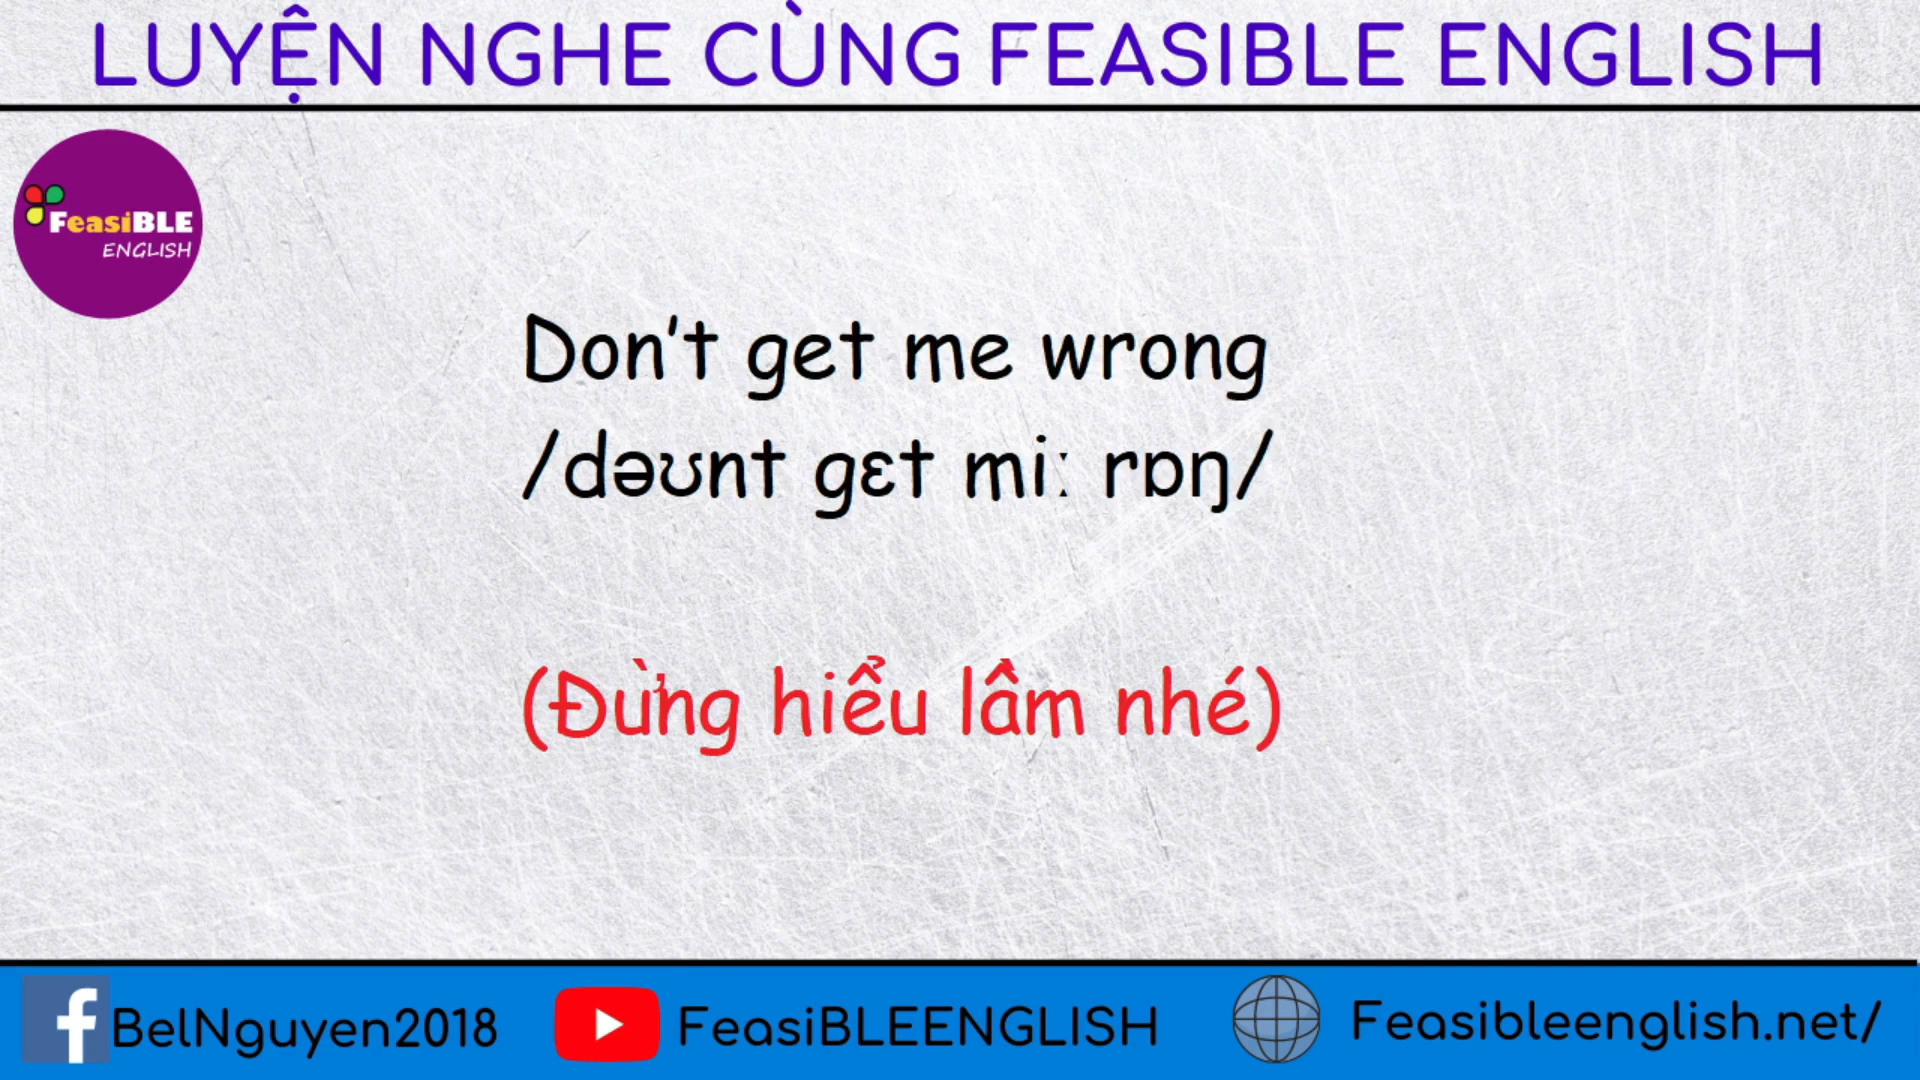 LUYỆN NGHE CÙNG FEASIBLE ENGLISH
FeasiBLE
ENGLISH
Don't get me wrong
/dəʊnt gɛt miː rɒŋ/
(Đừng hiểu lầm nhé)
BelNguyen2018
FeasiBLEENGLISH
Feasibleenglish.net/